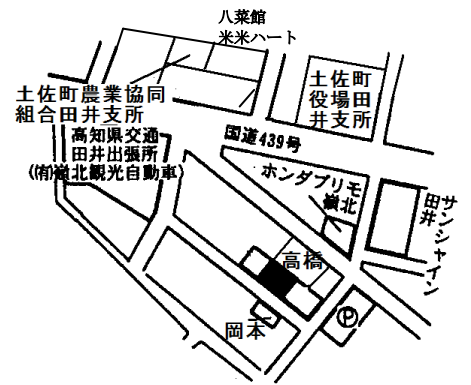 八菜館
米米ハート
土佐町
役場田
井支所
土佐町農業協同
組合田井支所
高知県交通
田井出張所
(有)嶺北観光自動車)
国道439号
ホンダプリモ
嶺北
サンシャイン
田井
高橋
岡本
P